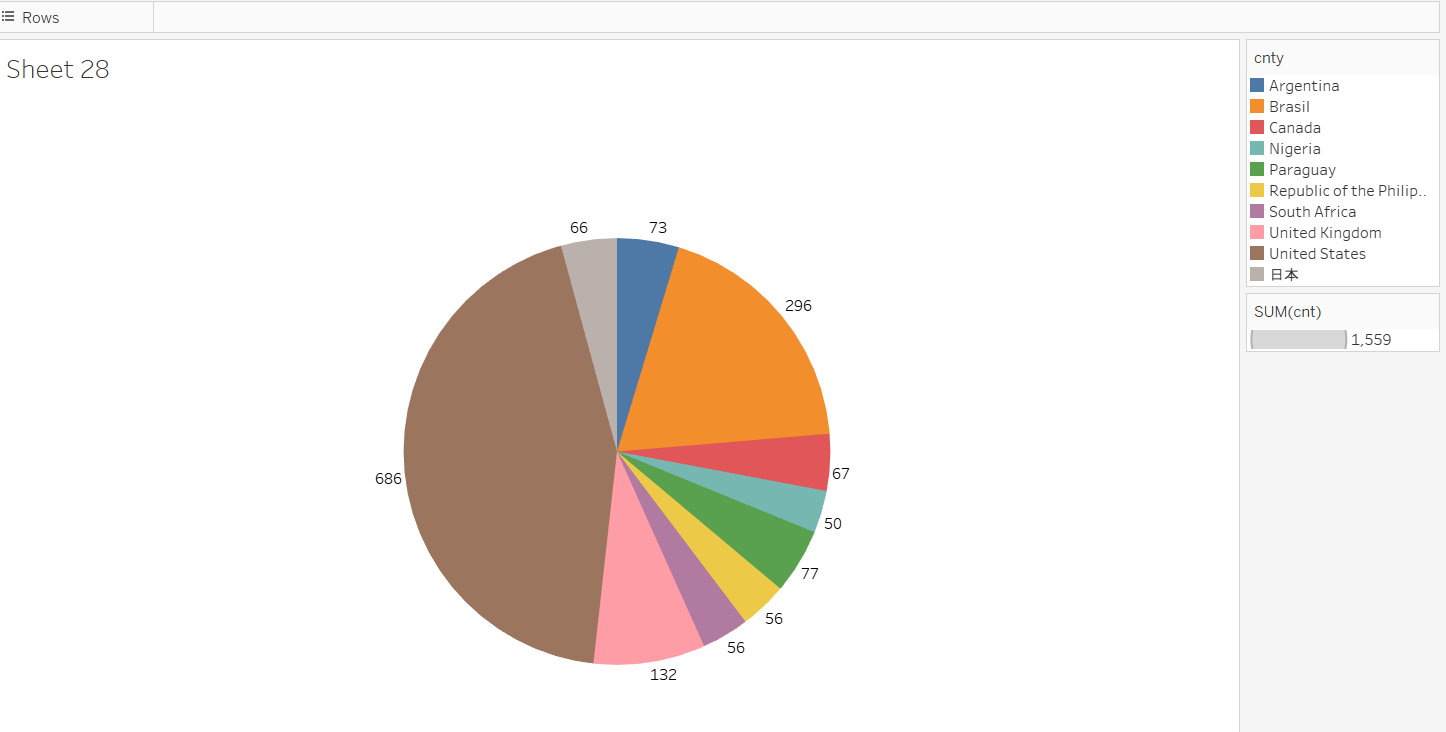 Rows
Sheet 28
cnty
Argentina
Brasil
Canada
Nigeria
Paraguay
Republic of the Philip..
South Africa
United Kingdom
United States
日本
SUM(cnt)
1,559
66
73
296
67
50
77
56
56
132
686